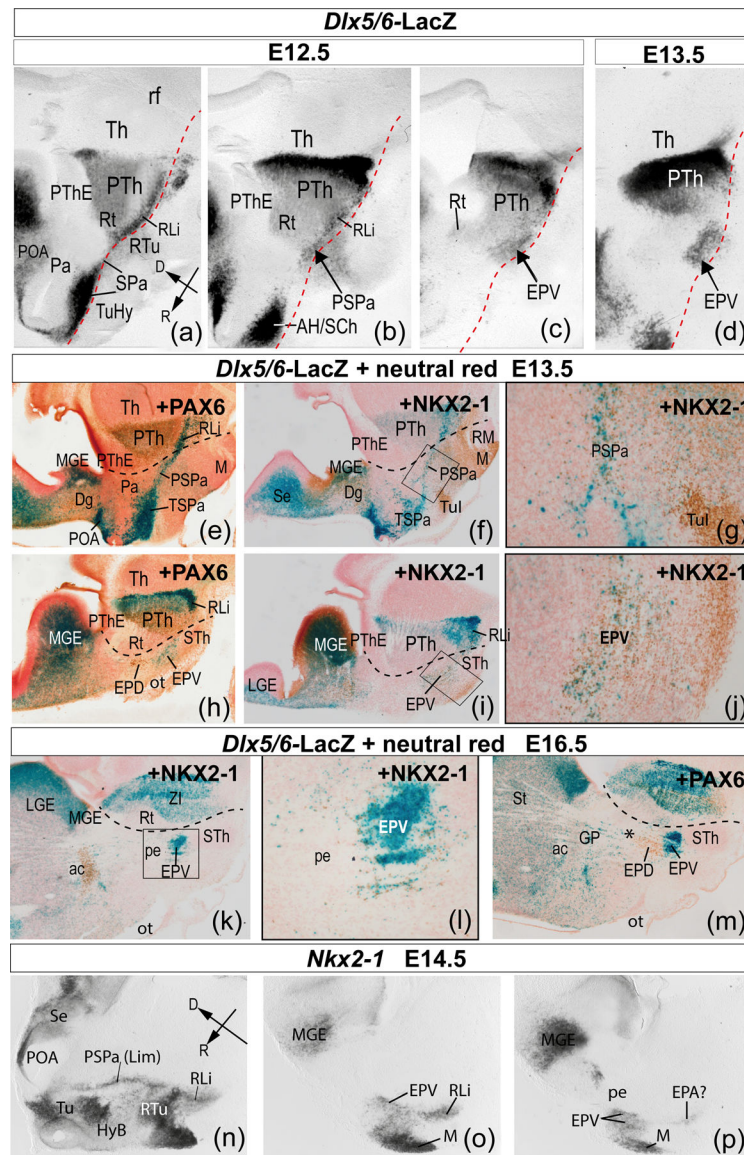 Dlx5/6-LacZ
E12.5
E13.5
Th
rf
PThE
PTh
Rt
RLi
RTu
POA
Pa
SPa
TuHy
D
R
(a)
Th
PThE
PTh
Rt
RLi
PSPa
AH/SCh
(b)
Rt
PTh
EPV
(c)
Th
PTh
EPV
(d)
Dlx5/6-LacZ + neutral red E13.5
+PAX6
Th
PTh
RLi
MGE
PThE
M
Pa
PSPa
Dg
TSPa
POA
(e)
+NKX2-1
PTh
PThE
RM
MGE
M
PSPa
Se
Dg
TSPa
TuI
(f)
+NKX2-1
PSPa
TuI
(g)
+PAX6
Th
PThE
RLi
MGE
Rt
STh
EPD
EPV
ot
(h)
+NKX2-1
MGE
PThE
PTh
RLi
STh
LGE
EPV
(i)
+NKX2-1
EPV
(j)
Dlx5/6-LacZ + neutral red E16.5
+NKX2-1
LGE
ZI
MGE
Rt
STh
pe
ac
EPV
ot
(k)
+NKX2-1
EPV
pe
(l)
+PAX6
St
GP
*
STh
ac
EPD
EPV
ot
(m)
Nkx2-1 E14.5
Se
D
R
POA
PSPa (Lim)
RLi
Tu
RTu
HyB
(n)
MGE
EPV
RLi
M
(o)
MGE
pe
EPA?
EPV
M
(p)